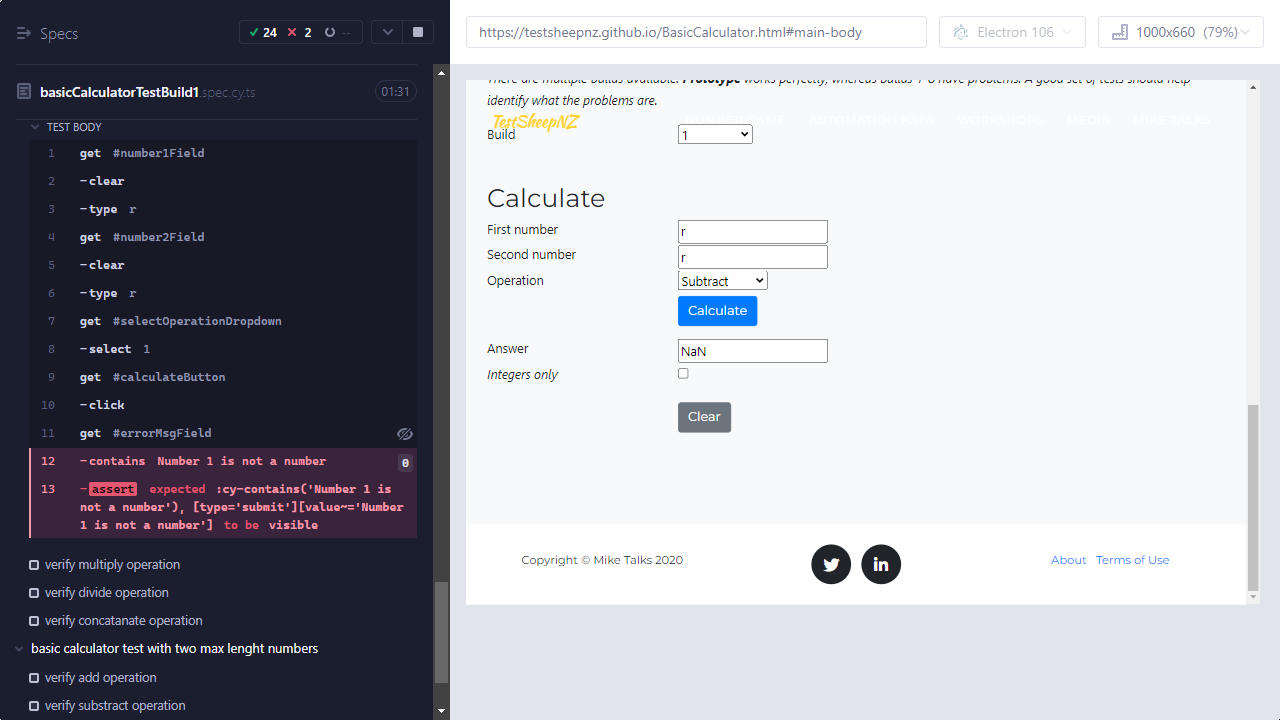 Specs
24 2 --
basicCalculatorTestBuild1.spec.cy.ts 01:31
TEST BODY
1 get #number1Field
2 -clear
3 -type r
4 get #number2Field
5 -clear
6 -type r
7 get #selectOperationDropdown
8 -select 1
9 get #calculateButton
10 -click
11 get #errorMsgField
12 -contains Number 1 is not a number 0
13 -assert expected :cy-contains('Number 1 is
not a number'), [type='submit'][value~='Number
1 is not a number'] to be visible
verify multiply operation
verify divide operation
verify concatanate operation
basic calculator test with two max lenght numbers
verify add operation
verify substract operation
https://testsheepnz.github.io/BasicCalculator.html#main-body
Electron 106
1000x660 (79%)
There are multiple builds available. Prototype works perfectly, whereas builds 1-8 have problems. A good set of tests should help
identify what the problems are.
TestSheepNZ
Build 1
Calculate
First number r
Second number r
Operation Subtract
Calculate
Answer NaN
Integers only
Clear
Copyright © Mike Talks 2020
About Terms of Use